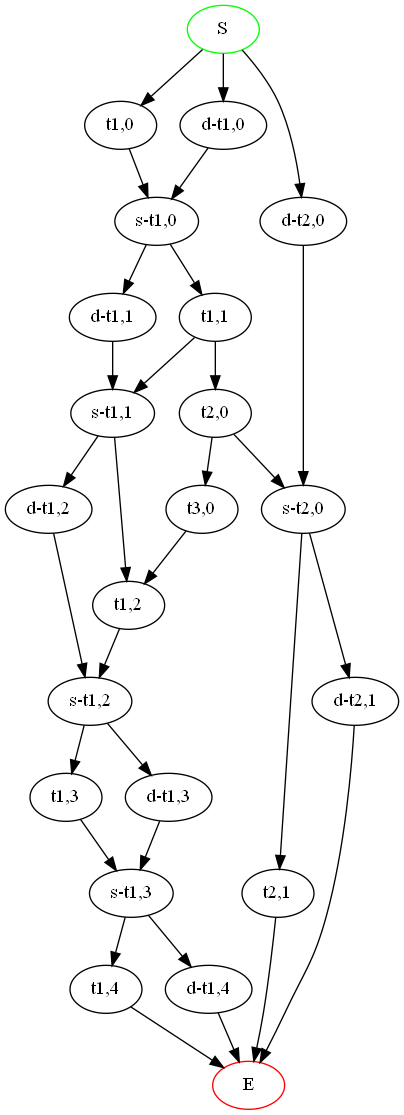 S
t1,0
d-t1,0
s-t1,0
d-t2,0
d-t1,1
t1,1
s-t1,1
t2,0
d-t1,2
t3,0
s-t2,0
t1,2
s-t1,2
d-t2,1
t1,3
d-t1,3
s-t1,3
t2,1
t1,4
d-t1,4
E